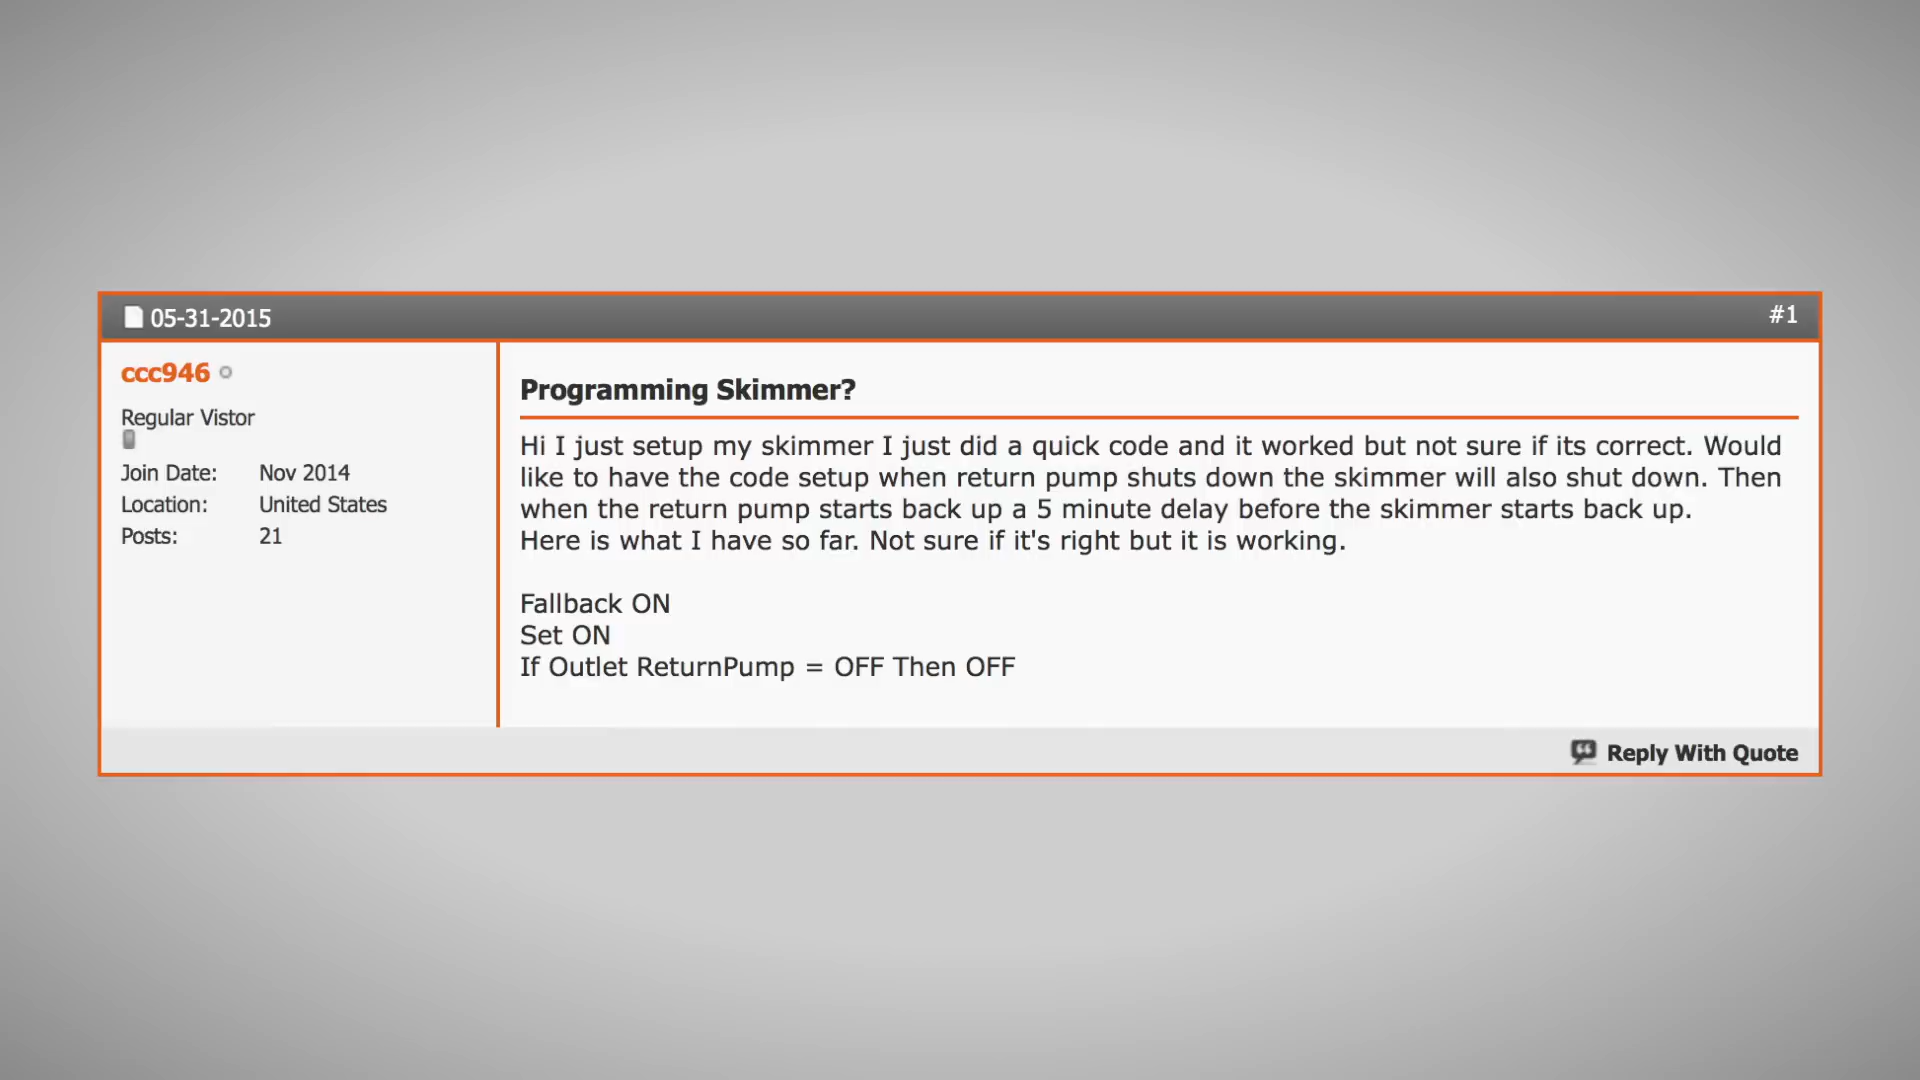 05-31-2015
#1
ccc946
Regular Vistor
Join Date: Nov 2014
Location: United States
Posts: 21
Programming Skimmer?
Hi I just setup my skimmer I just did a quick code and it worked but not sure if its correct. Would
like to have the code setup when return pump shuts down the skimmer will also shut down. Then
when the return pump starts back up a 5 minute delay before the skimmer starts back up.
Here is what I have so far. Not sure if it's right but it is working.
Fallback ON
Set ON
If Outlet ReturnPump = OFF Then OFF
Reply With Quote